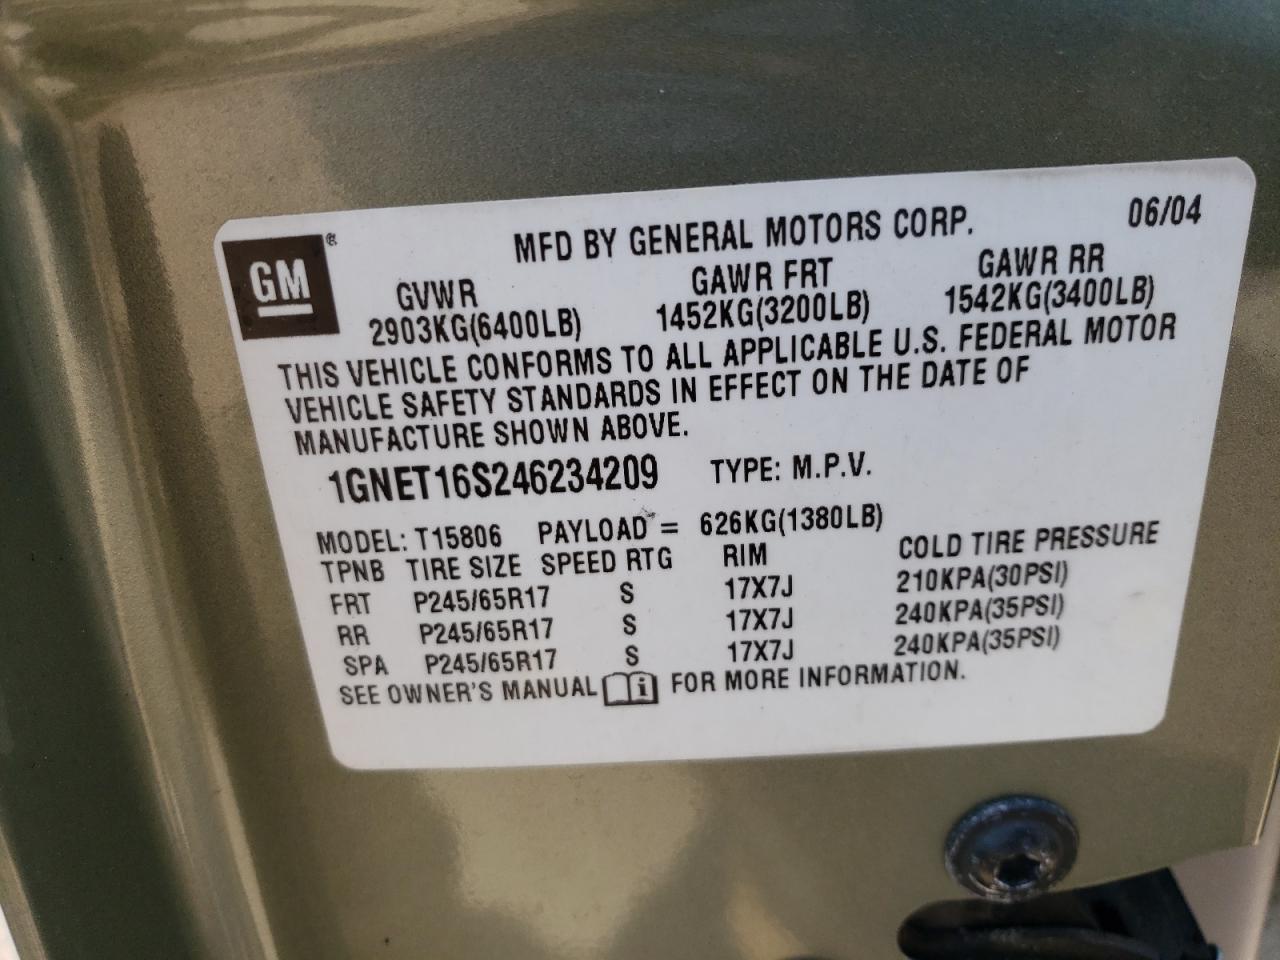 MFD BY GENERAL MOTORS CORP. 06/04
GM ®
GVWR GAWR FRT GAWR RR
2903KG(6400LB) 1452KG(3200LB) 1542KG(3400LB)
THIS VEHICLE CONFORMS TO ALL APPLICABLE U.S. FEDERAL MOTOR
VEHICLE SAFETY STANDARDS IN EFFECT ON THE DATE OF
MANUFACTURE SHOWN ABOVE.
1GNET16S246234209 TYPE: M.P.V.
MODEL: T15806 PAYLOAD = 626KG(1380LB)
TPNB TIRE SIZE SPEED RTG RIM COLD TIRE PRESSURE
FRT P245/65R17 S 17X7J 210KPA(30PSI)
RR P245/65R17 S 17X7J 240KPA(35PSI)
SPA P245/65R17 S 17X7J 240KPA(35PSI)
SEE OWNER'S MANUAL i FOR MORE INFORMATION.